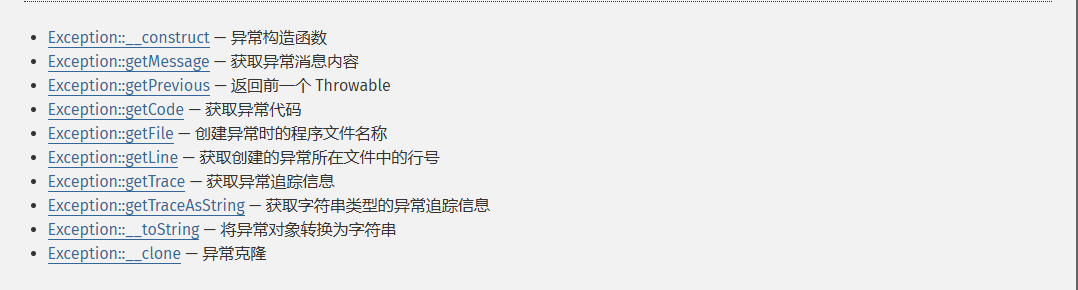 Exception::__construct — 异常构造函数
Exception::getMessage — 获取异常消息内容
Exception::getPrevious — 返回前一个 Throwable
Exception::getCode — 获取异常代码
Exception::getFile — 创建异常时的程序文件名称
Exception::getLine — 获取创建的异常所在文件中的行号
Exception::getTrace — 获取异常追踪信息
Exception::getTraceAsString — 获取字符串类型的异常追踪信息
Exception::__toString — 将异常对象转换为字符串
Exception::__clone — 异常克隆